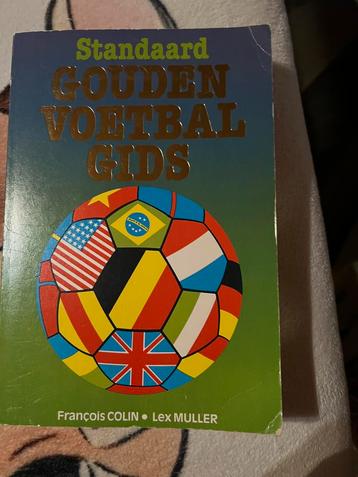 Standaard
GOUDEN
VOETBAL
GIDS
François COLIN • Lex MULLER